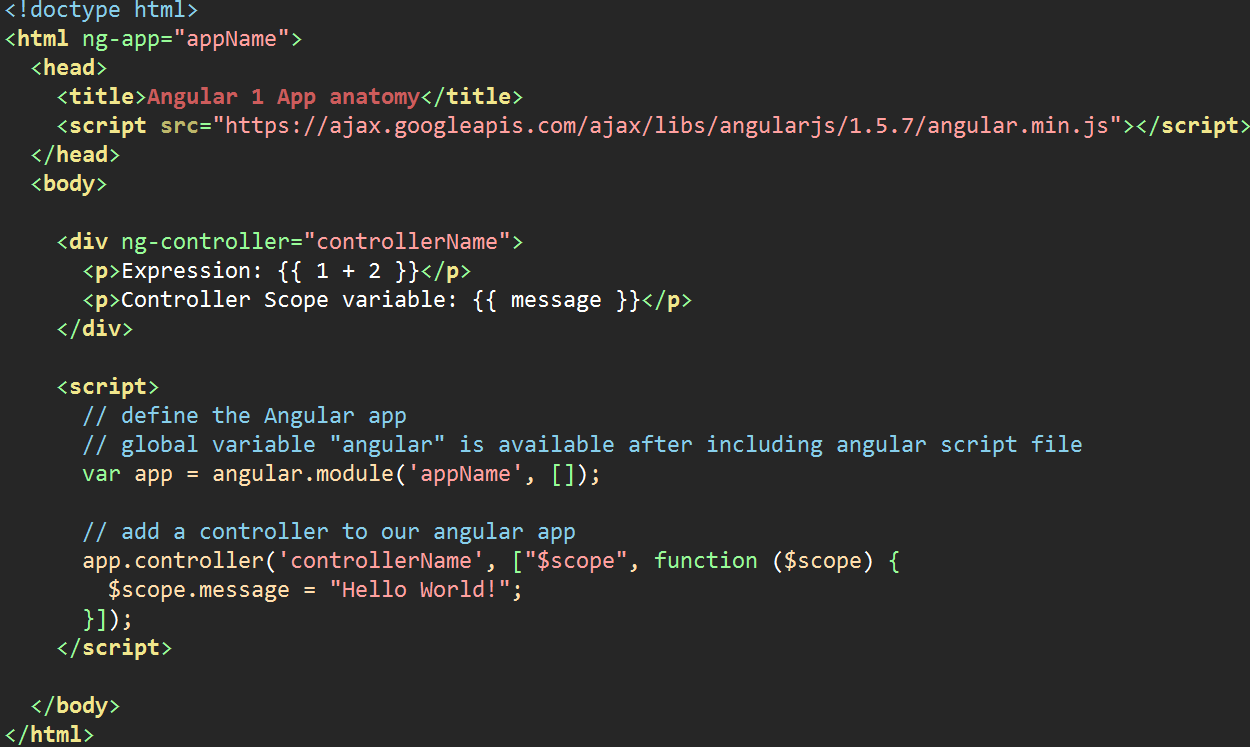 <!doctype html>
<html ng-app="appName">
  <head>
    <title>Angular 1 App anatomy</title>
    <script src="https://ajax.googleapis.com/ajax/libs/angularjs/1.5.7/angular.min.js"></script>
  </head>
  <body>

    <div ng-controller="controllerName">
      <p>Expression: {{ 1 + 2 }}</p>
      <p>Controller Scope variable: {{ message }}</p>
    </div>

    <script>
      // define the Angular app
      // global variable "angular" is available after including angular script file
      var app = angular.module('appName', []);

      // add a controller to our angular app
      app.controller('controllerName', ["$scope", function ($scope) {
        $scope.message = "Hello World!";
      }]);
    </script>

  </body>
</html>